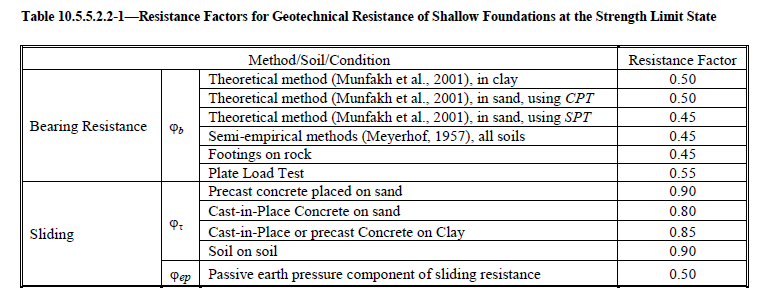 Table 10.5.5.2.2-1—Resistance Factors for Geotechnical Resistance of Shallow Foundations at the Strength Limit State
Method/Soil/Condition Resistance Factor
Bearing Resistance φb Theoretical method (Munfakh et al., 2001), in clay 0.50
Theoretical method (Munfakh et al., 2001), in sand, using CPT 0.50
Theoretical method (Munfakh et al., 2001), in sand, using SPT 0.45
Semi-empirical methods (Meyerhof, 1957), all soils 0.45
Footings on rock 0.45
Plate Load Test 0.55
Sliding φτ Precast concrete placed on sand 0.90
Cast-in-Place Concrete on sand 0.80
Cast-in-Place or precast Concrete on Clay 0.85
Soil on soil 0.90
φep Passive earth pressure component of sliding resistance 0.50